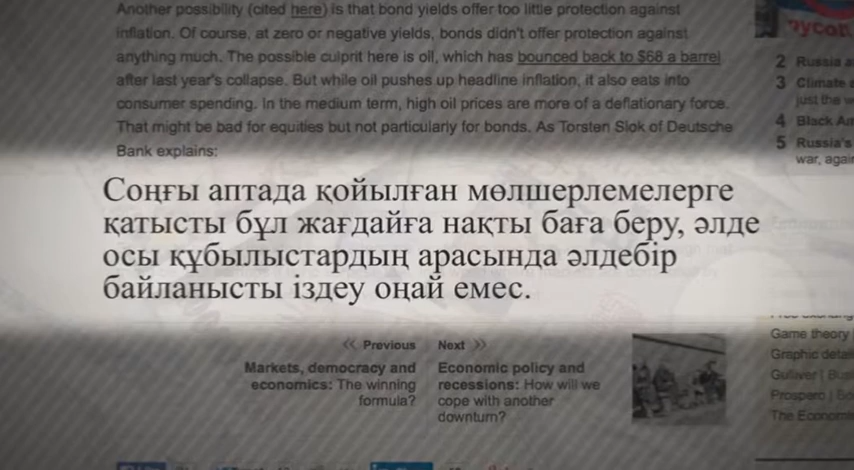 Another possibility (cited here) is that bond yields offer too little protection against
inflation. Of course, at zero or negative yields, bonds didn't offer protection against
anything much. The possible culprit here is oil, which has bounced back to $68 a barrel
after last year's collapse. But while oil pushes up headline inflation, it also eats into
consumer spending. In the medium term, high oil prices are more of a deflationary force.
That might be bad for equities but not particularly for bonds. As Torsten Slok of Deutsche
Bank explains:
Соңғы аптада қойылған мөлшерлемелерге
қатысты бұл жағдайға нақты баға беру, әлде
осы құбылыстардың арасында әлдебір
байланысты іздеу оңай емес.
2 Russia
3 Climate
just the
4 Black
5 Russia's
war,
« Previous
Markets, democracy and
economics: The winning
formula?
Next »
Economic policy and
recessions: How will we
cope with another
downturn?
Game theory
Graphic
Gulliver |
Prospero |
The